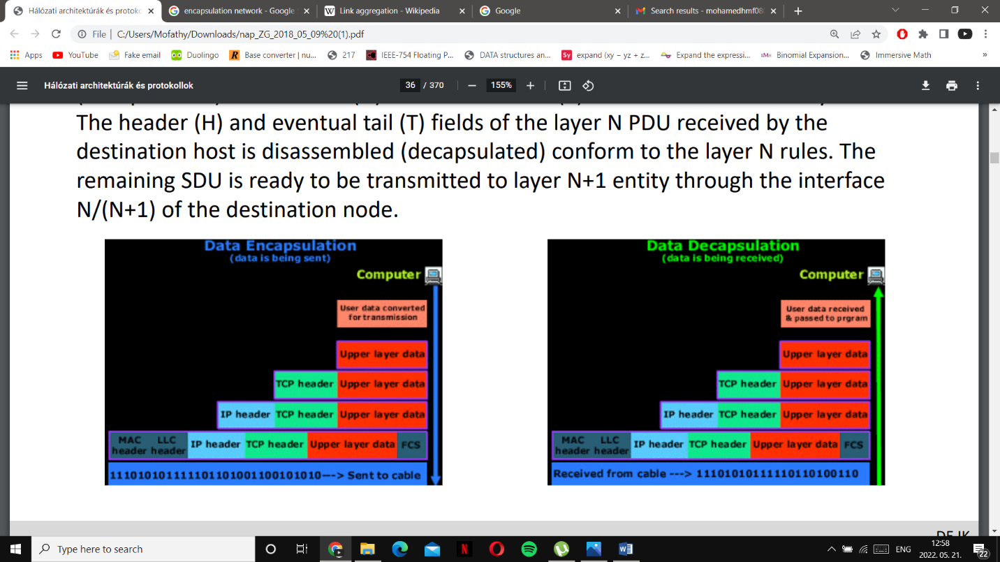 Hálózati architektúrák és protoko
encapsulation network - Google
Link aggregation - Wikipedia
Google
Search results - mohamedhmf08
File | C:/Users/Mofathy/Downloads/nap_ZG_2018_05_09%20(1).pdf
Apps YouTube Fake email Duolingo Base converter | nu... 217 IEEE-754 Floating P... DATA structures an... Sy expand (xy – yz + z... Expand the expressi... Binomial Expansion... Immersive Math »
Hálózati architektúrák és protokollok 36 / 370 155%
The header (H) and eventual tail (T) fields of the layer N PDU received by the
destination host is disassembled (decapsulated) conform to the layer N rules. The
remaining SDU is ready to be transmitted to layer N+1 entity through the interface
N/(N+1) of the destination node.
Data Encapsulation
(data is being sent)
Computer
User data converted
for transmission
Upper layer data
TCP header Upper layer data
IP header TCP header Upper layer data
MAC header LLC header IP header TCP header Upper layer data FCS
111010101111101101001100101010---> Sent to cable
Data Decapsulation
(data is being received)
Computer
User data received
& passed to prgram
Upper layer data
TCP header Upper layer data
IP header TCP header Upper layer data
MAC header LLC header IP header TCP header Upper layer data FCS
Received from cable ---> 11101010111110110100110
Type here to search
ENG
12:58
2022. 05. 21.
22